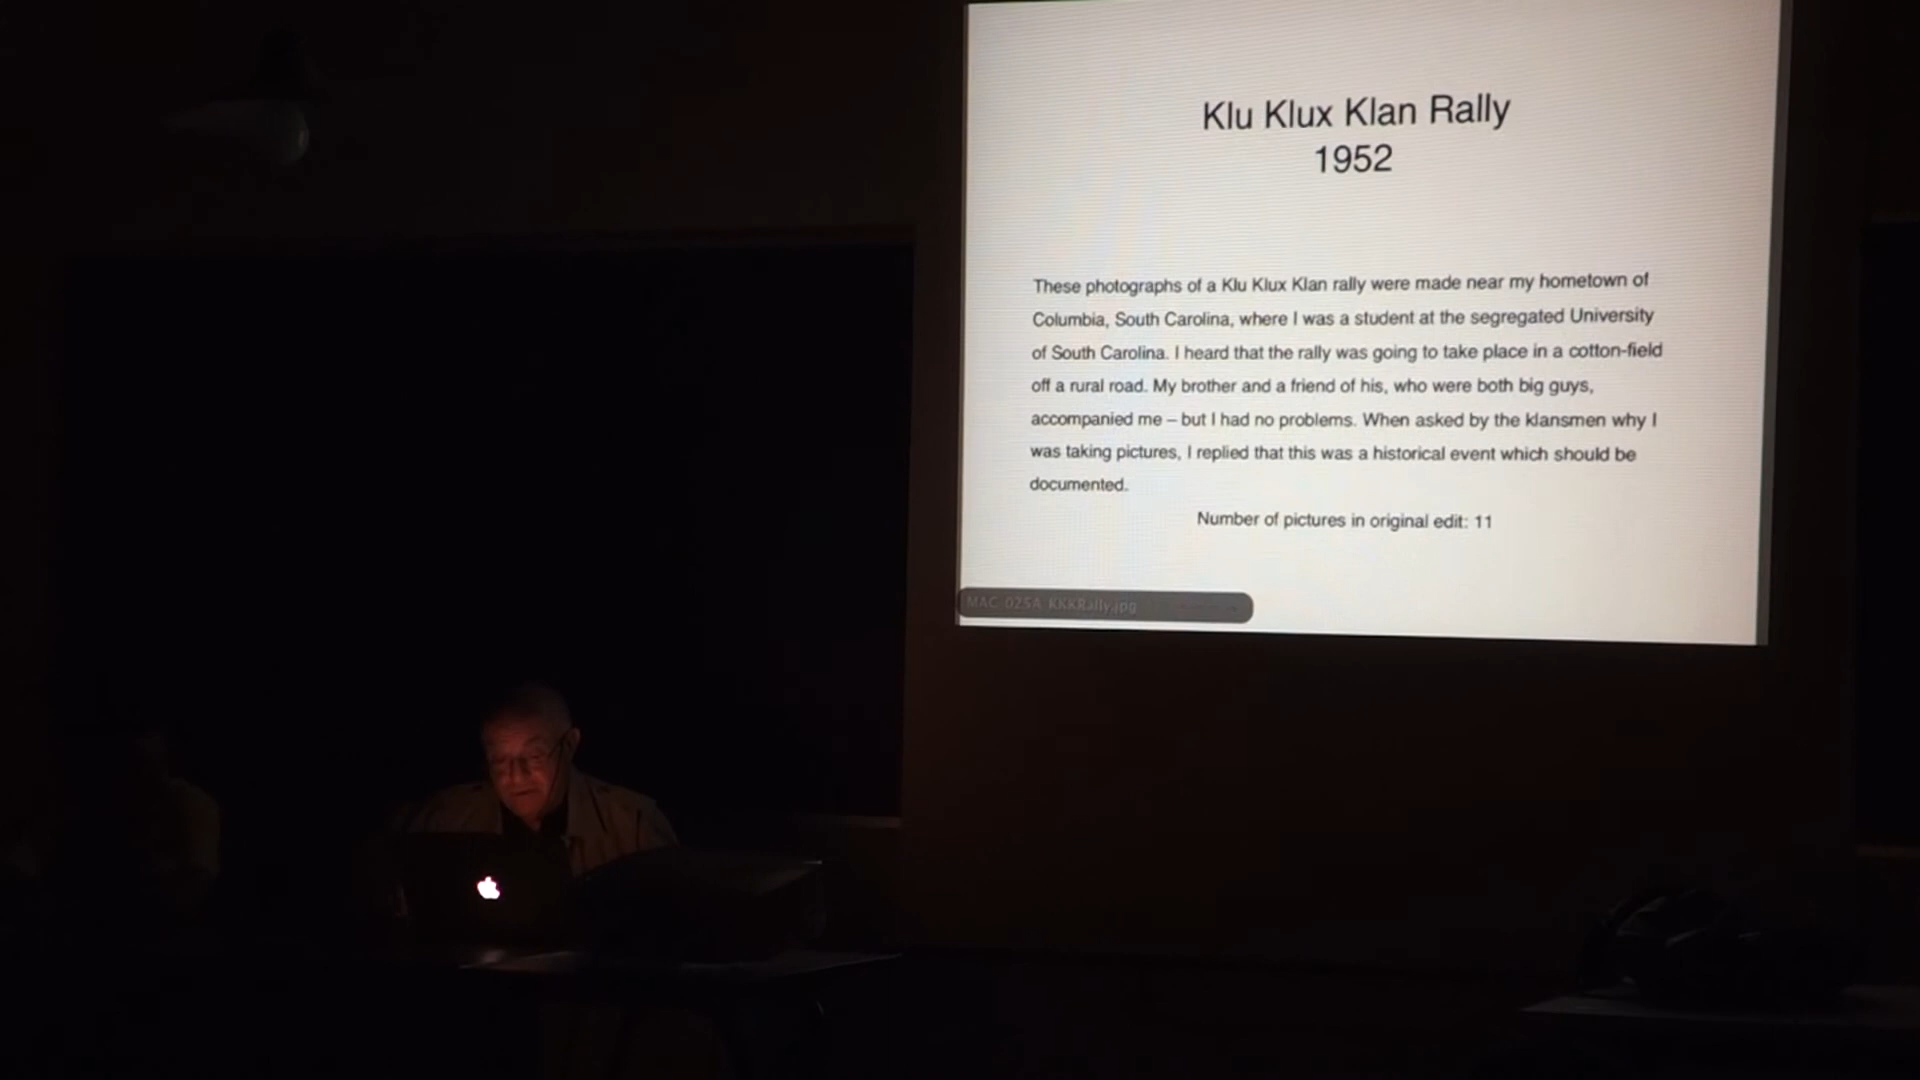 Klu Klux Klan Rally
1952
These photographs of a Klu Klux Klan rally were made near my hometown of
Columbia, South Carolina, where I was a student at the segregated University
of South Carolina. I heard that the rally was going to take place in a cotton-field
off a rural road. My brother and a friend of his, who were both big guys,
accompanied me – but I had no problems. When asked by the klansmen why I
was taking pictures, I replied that this was a historical event which should be
documented.
Number of pictures in original edit: 11
MAC 025A KKKRally.jpg